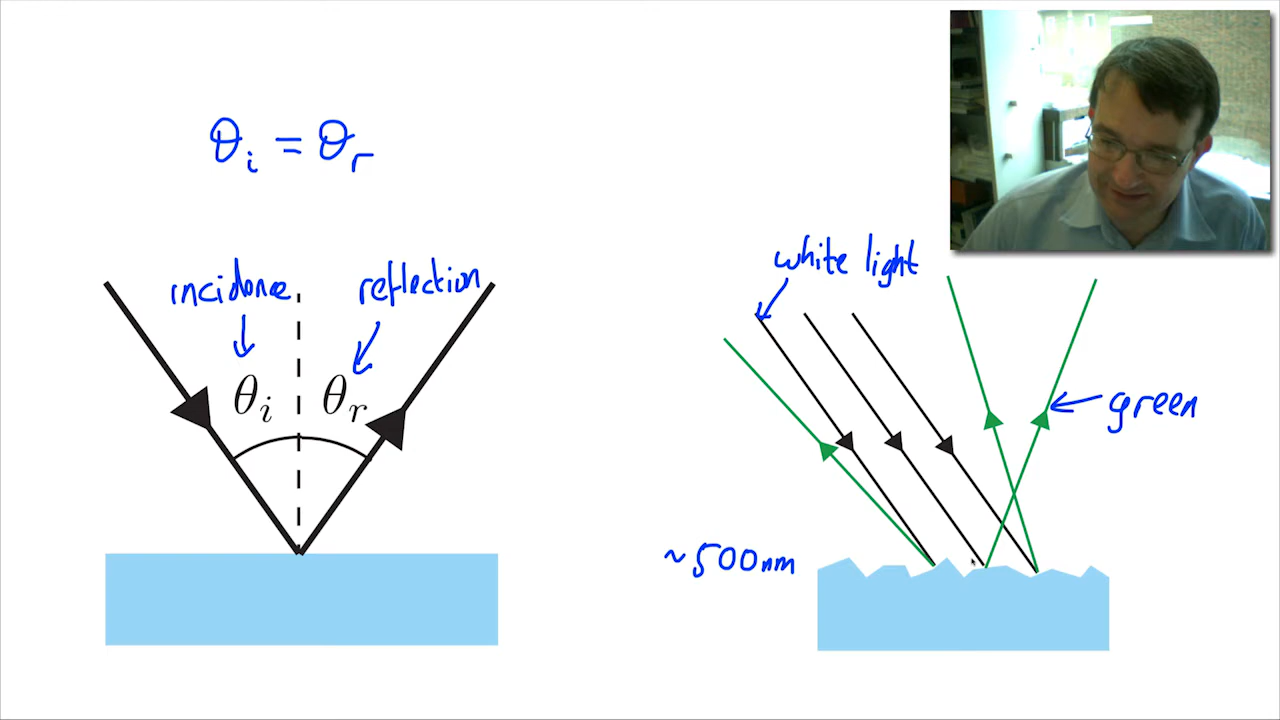 θi = θr
incidence
reflection
θi
θr
white light
green
~500nm